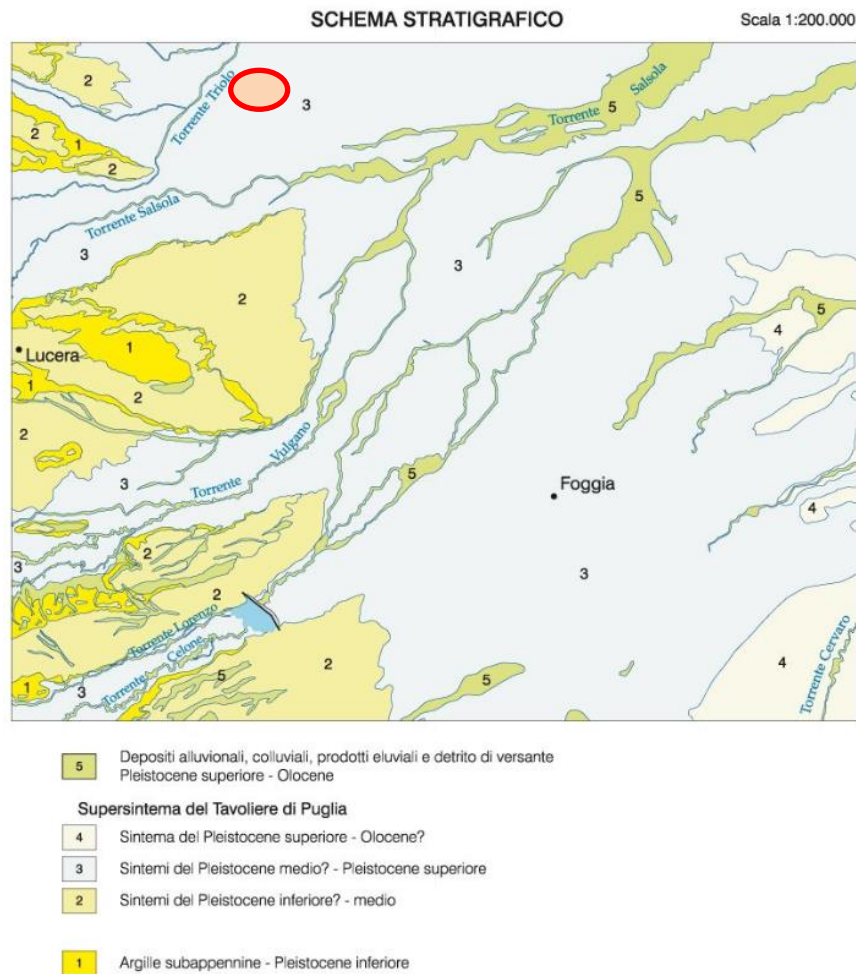 SCHEMA STRATIGRAFICO
Scala 1:200.000
2
Torrente Triolo
3
Torrente Salsola
5
2
1
2
5
Torrente Salsola
3
3
2
5
4
Lucera
1
1
2
2
Torrente Vulgano
3
5
Foggia
4
2
3
3
2
Torrente Lorenzo
Torrente Celone
2
4
Torrente Cervaro
1
3
5
5
5 Depositi alluvionali, colluviali, prodotti eluviali e detrito di versante
Pleistocene superiore - Olocene
Supersintema del Tavoliere di Puglia
4 Sintema del Pleistocene superiore - Olocene?
3 Sintemi del Pleistocene medio? - Pleistocene superiore
2 Sintemi del Pleistocene inferiore? - medio
1 Argille subappennine - Pleistocene inferiore